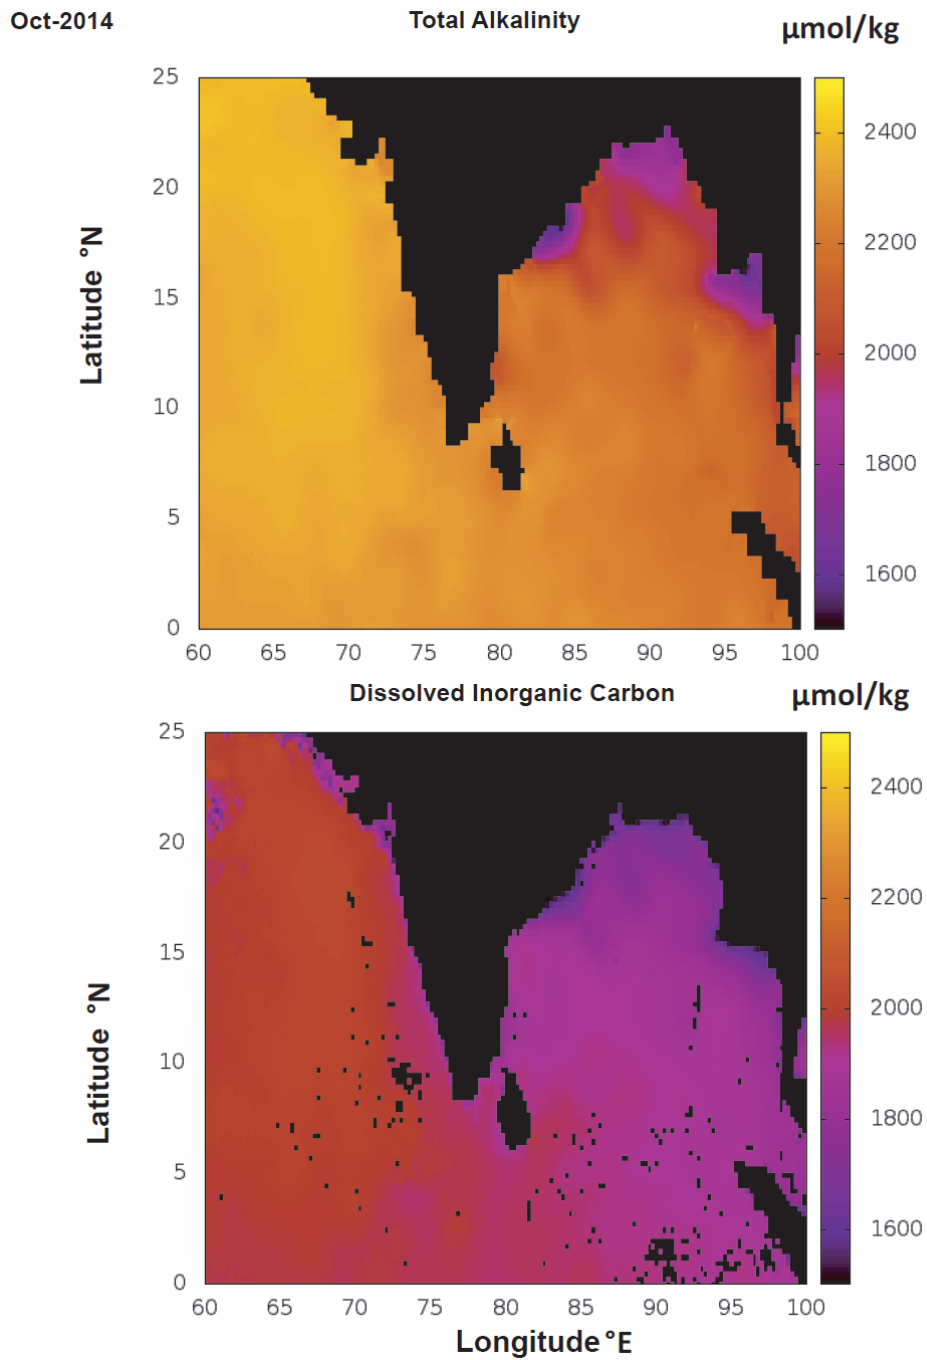 Oct-2014
Total Alkalinity
µmol/kg
25
20
15
10
5
0
Latitude °N
60 65 70 75 80 85 90 95 100
2400
2200
2000
1800
1600
Dissolved Inorganic Carbon
µmol/kg
25
20
15
10
5
0
Latitude °N
60 65 70 75 80 85 90 95 100
2400
2200
2000
1800
1600
Longitude °E